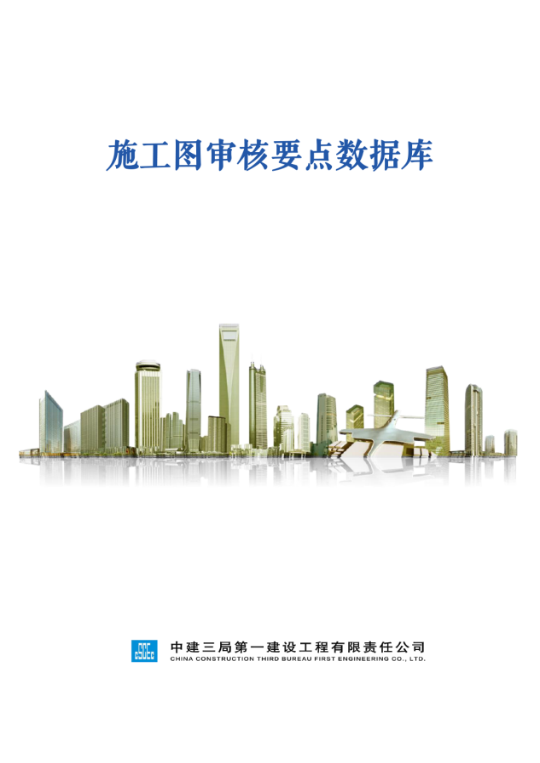 施工图审核要点数据库
中建三局第一建设工程有限责任公司
CHINA CONSTRUCTION THIRD BUREAU FIRST ENGINEERING CO., LTD.